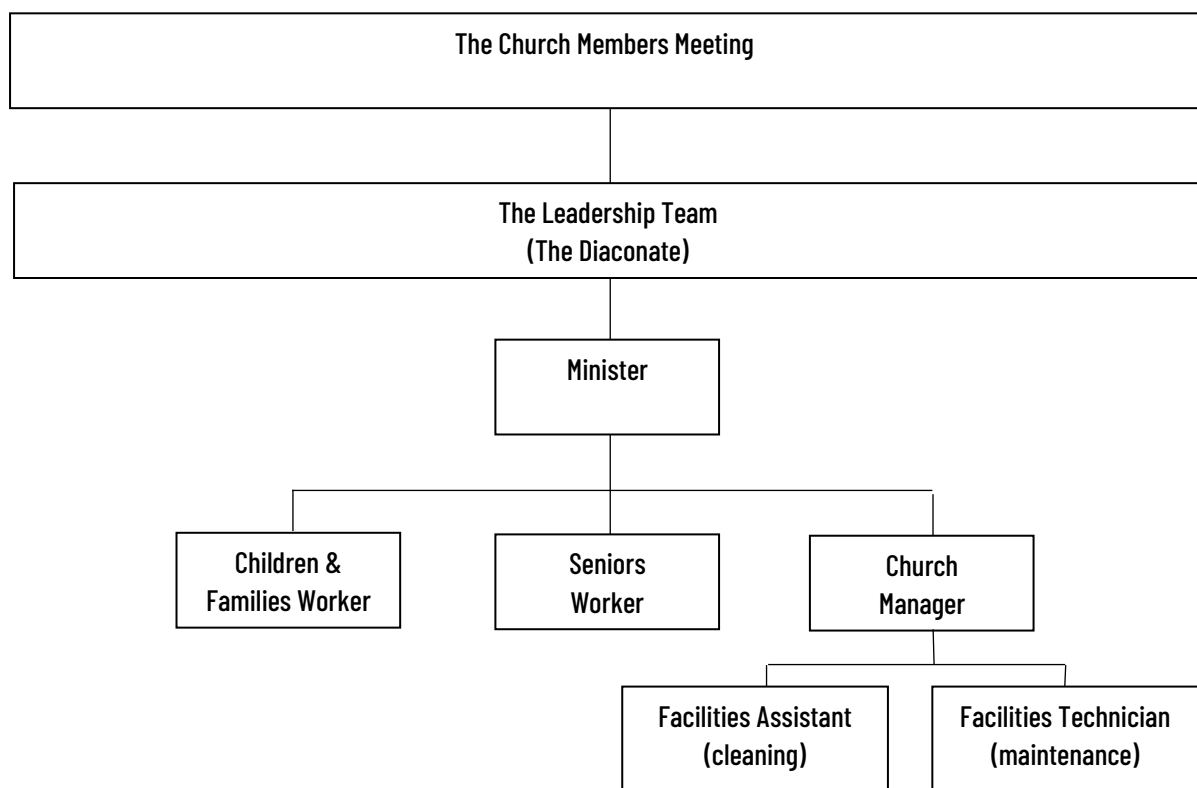 The Church Members Meeting
The Leadership Team
(The Diaconate)
Minister
Children &
Families Worker
Seniors
Worker
Church
Manager
Facilities Assistant
(cleaning)
Facilities Technician
(maintenance)